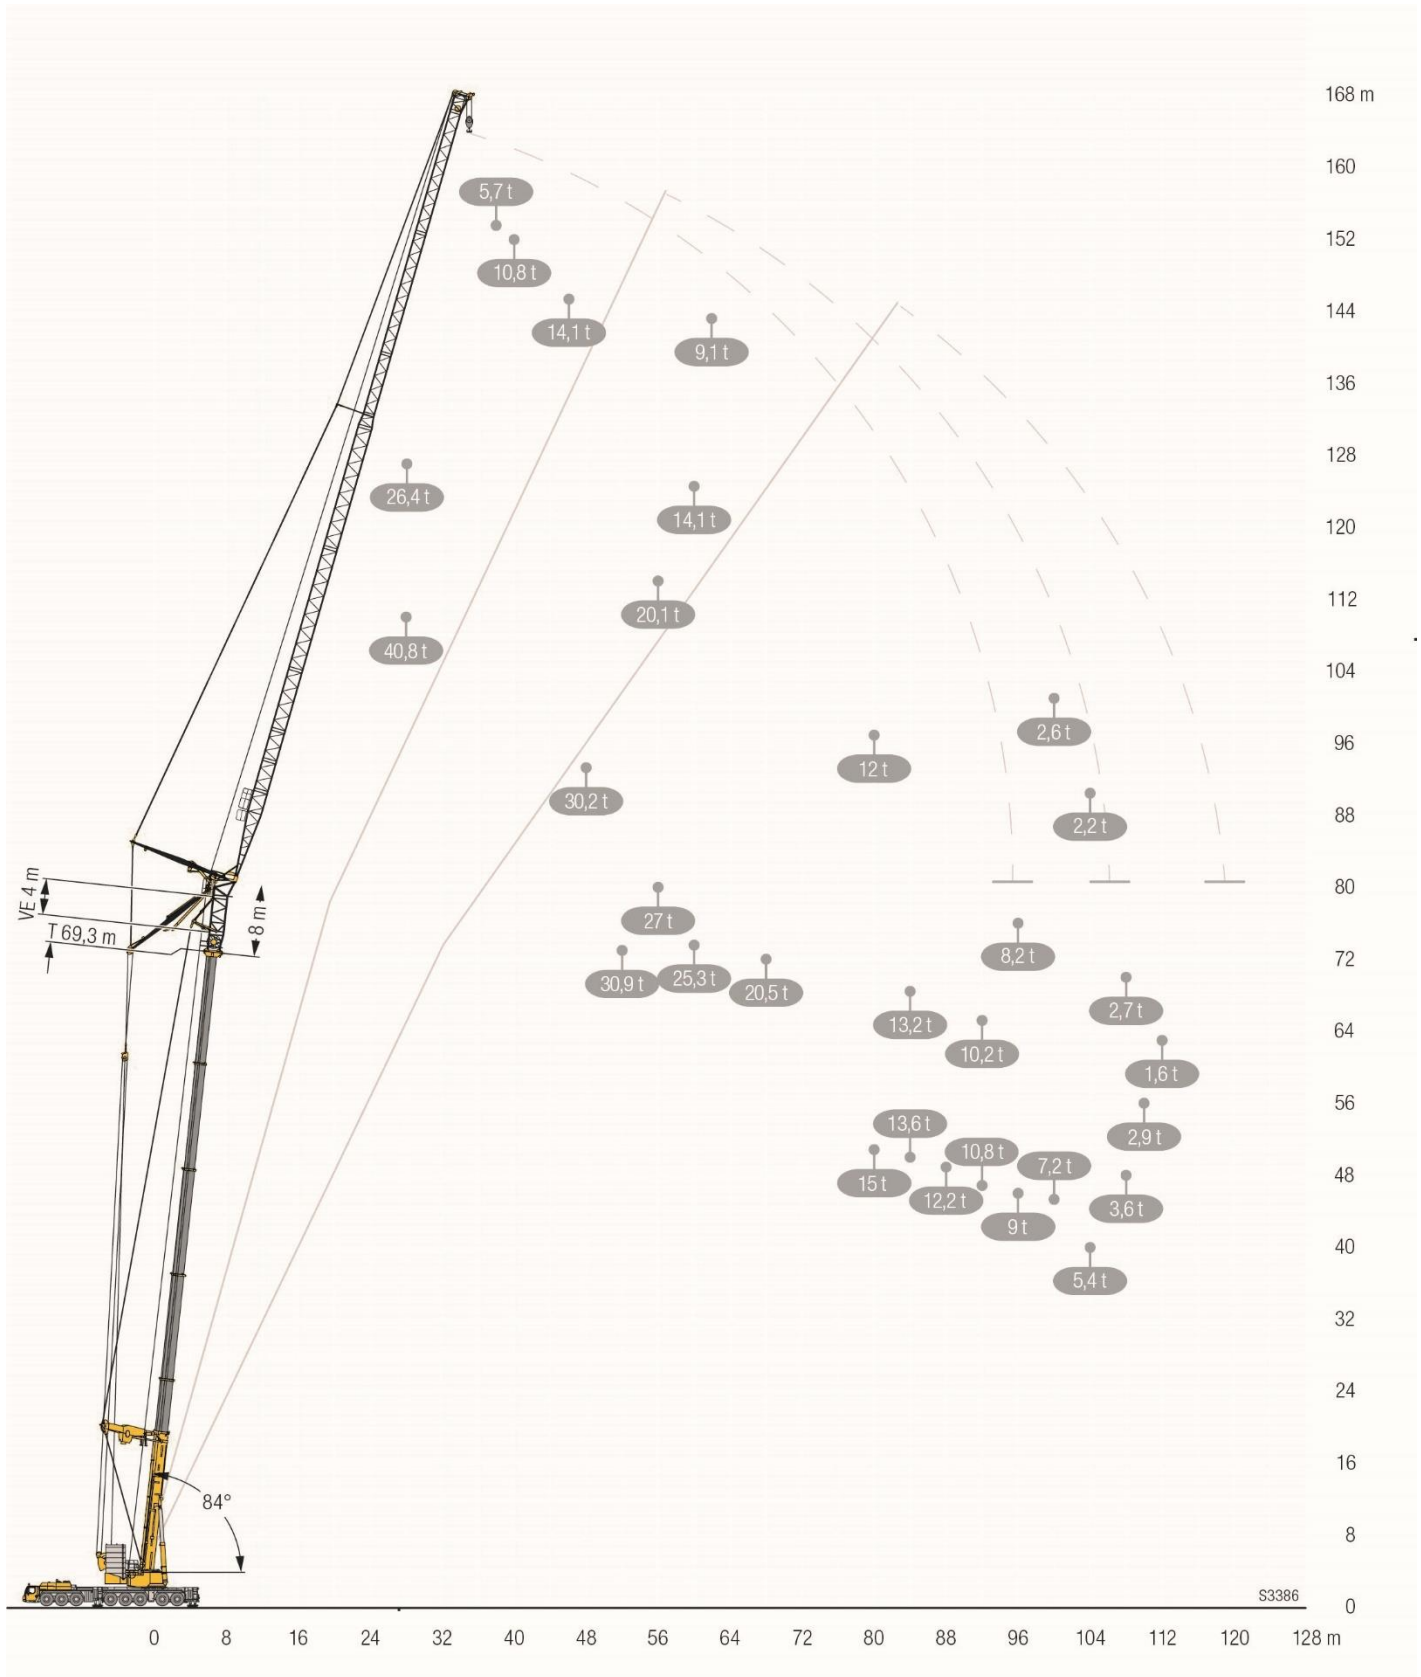 168 m
160
5,7 t
152
10,8 t
144
14,1 t
9,1 t
136
128
26,4 t
14,1 t
120
112
20,1 t
40,8 t
104
2,6 t
96
12 t
30,2 t
88
2,2 t
80
VE 4 m
8 m
27 t
T 69,3 m
8,2 t
72
30,9 t
25,3 t
20,5 t
2,7 t
13,2 t
64
10,2 t
1,6 t
56
13,6 t
2,9 t
10,8 t
7,2 t
48
15 t
12,2 t
3,6 t
9 t
40
5,4 t
32
24
16
84°
8
S3386
0
0 8 16 24 32 40 48 56 64 72 80 88 96 104 112 120 128 m